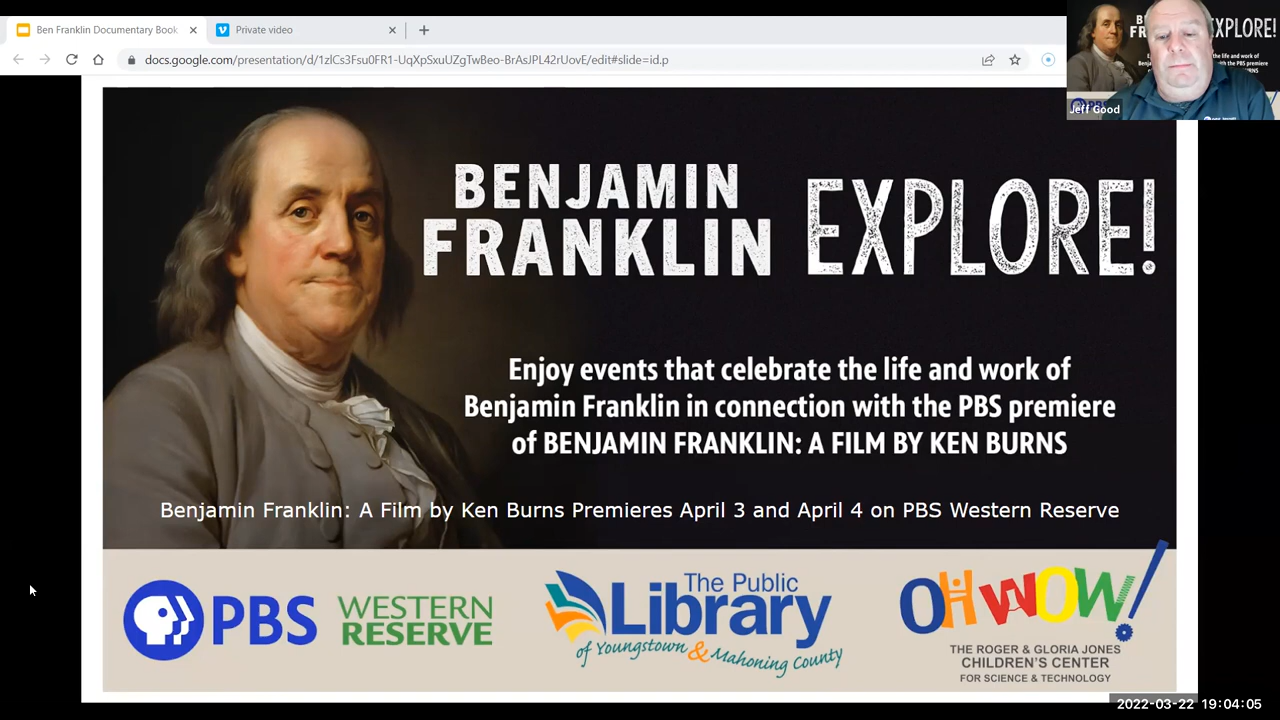 Ben Franklin Documentary Book
Private video
docs.google.com/presentation/d/1zlCs3Fsu0FR1-UqXpSxuUZgTwBeo-wTAtPL4t2rUovE/edit#slide=id.p
Jeff Good
BENJAMIN
FRANKLIN
EXPLORE!
Enjoy events that celebrate the life and work of
Benjamin Franklin in connection with the PBS premiere
of BENJAMIN FRANKLIN: A FILM BY KEN BURNS
Benjamin Franklin: A Film by Ken Burns Premieres April 3 and April 4 on PBS Western Reserve
PBS
WESTERN
RESERVE
The Public
Library
of Youngstown & Mahoning County
OH WOW!
THE ROGER & GLORIA JONES
CHILDREN'S CENTER
FOR SCIENCE & TECHNOLOGY
2022-03-22 19:04:05